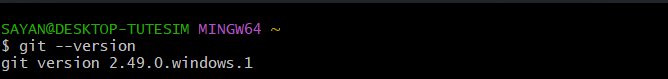 SAYAN@DESKTOP-TUTESIM MINGW64 ~
$ git --version
git version 2.49.0.windows.1